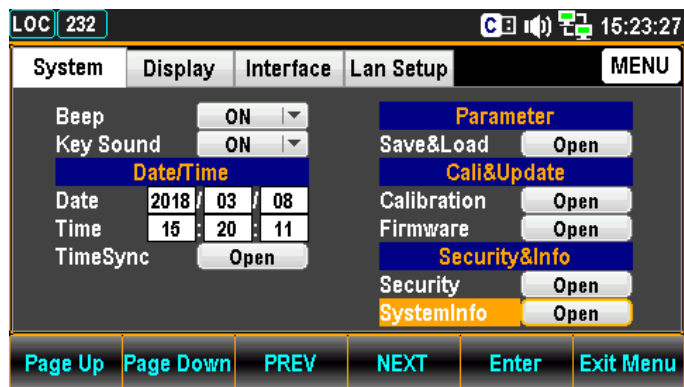 LOC 232 C 15:23:27
System Display Interface Lan Setup MENU
Beep ON
Key Sound ON
Date/Time
Date 2018 / 03 / 08
Time 15 : 20 : 11
TimeSync Open
Parameter
Save&Load Open
Cali&Update
Calibration Open
Firmware Open
Security&Info
Security Open
SystemInfo Open
Page Up Page Down PREV NEXT Enter Exit Menu